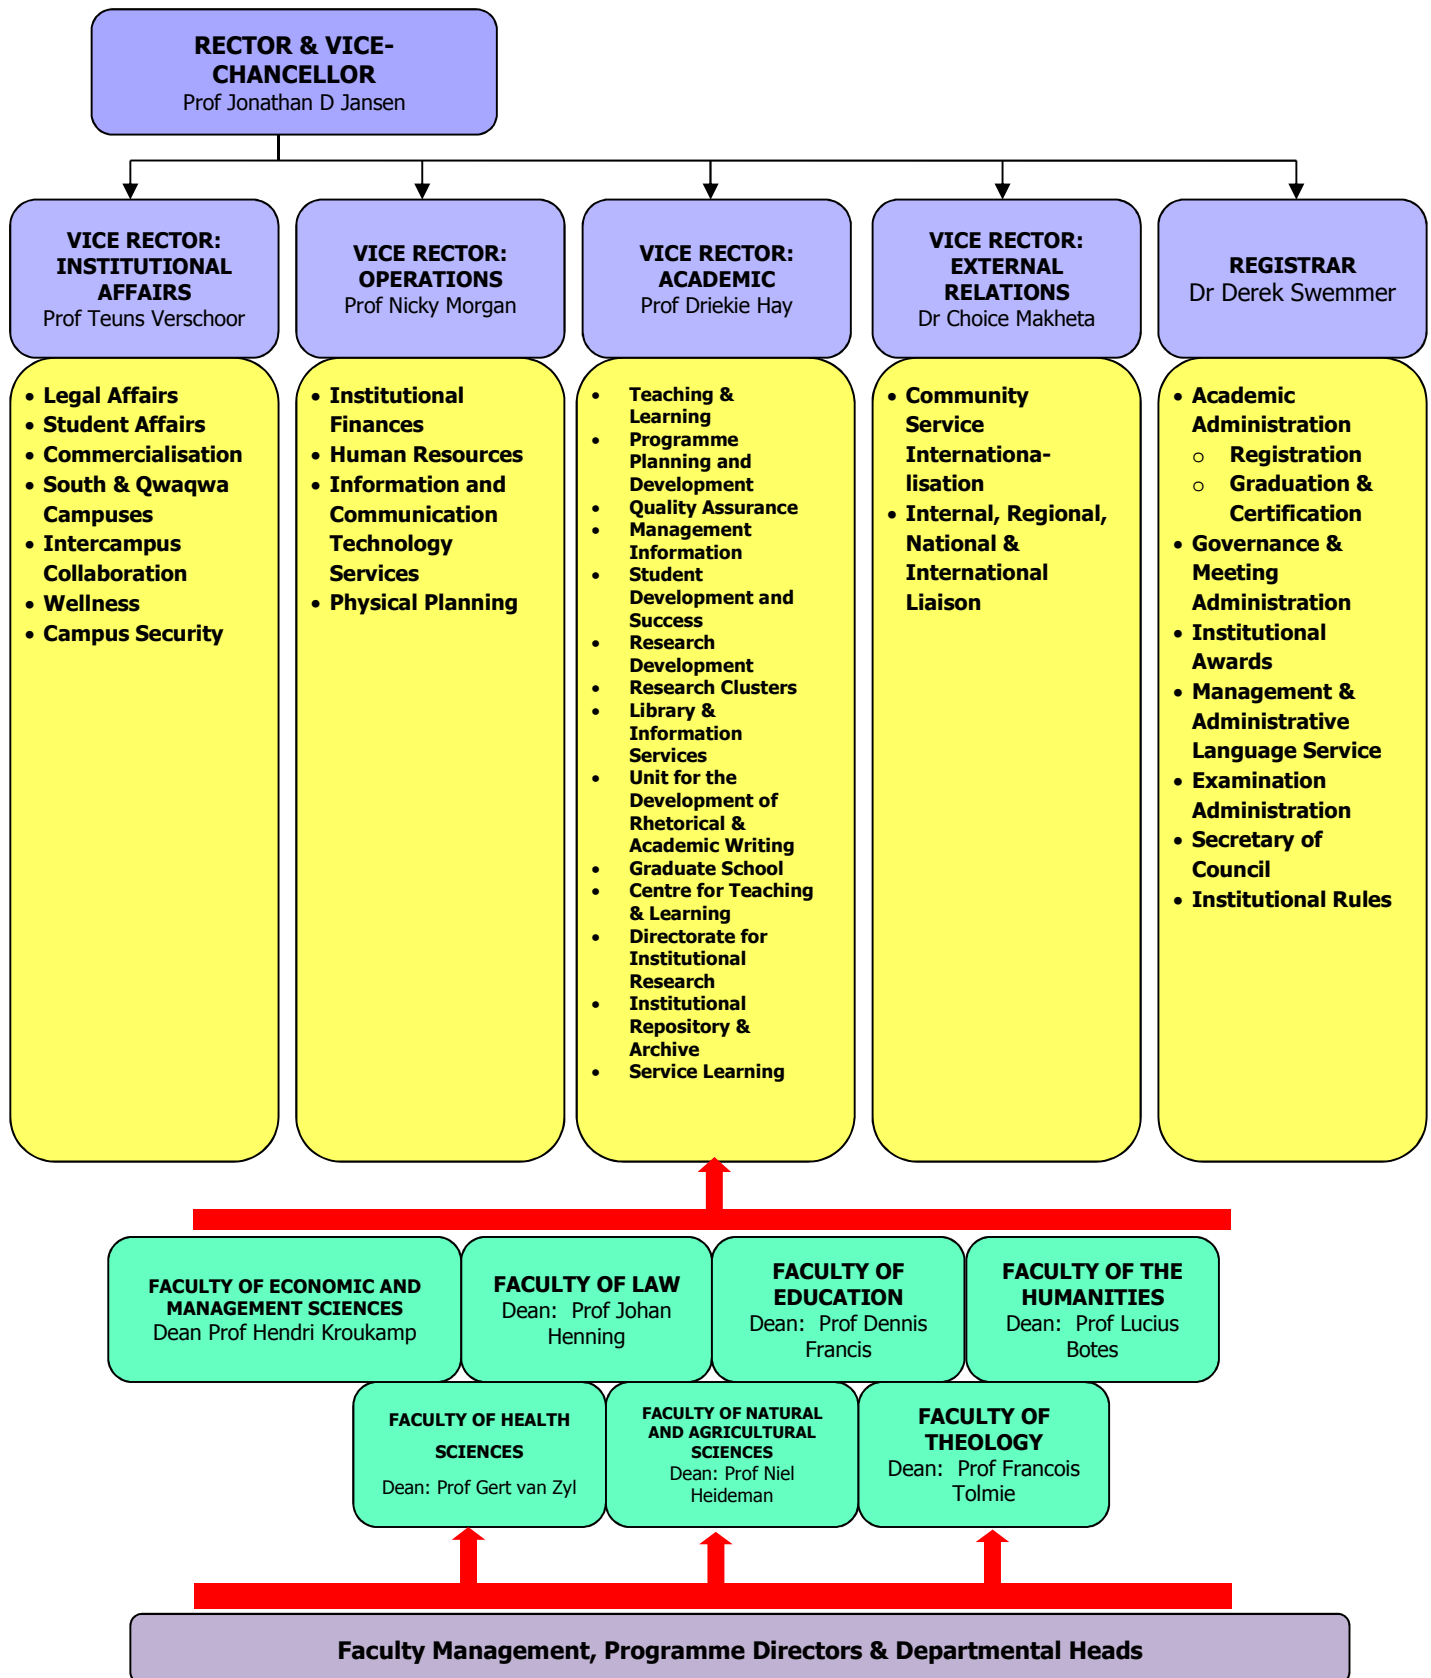 RECTOR & VICE-
CHANCELLOR
Prof Jonathan D Jansen
VICE RECTOR:
INSTITUTIONAL
AFFAIRS
Prof Teuns Verschoor
VICE RECTOR:
OPERATIONS
Prof Nicky Morgan
VICE RECTOR:
ACADEMIC
Prof Driekie Hay
VICE RECTOR:
EXTERNAL
RELATIONS
Dr Choice Makheta
REGISTRAR
Dr Derek Swemmer
• Legal Affairs
• Student Affairs
• Commercialisation
• South & Qwaqwa
Campuses
• Intercampus
Collaboration
• Wellness
• Campus Security
• Institutional
Finances
• Human Resources
• Information and
Communication
Technology
Services
• Physical Planning
• Teaching &
Learning
• Programme
Planning and
Development
• Quality Assurance
• Management
Information
• Student
Development and
Success
• Research
Development
• Research Clusters
• Library &
Information
Services
• Unit for the
Development of
Rhetorical &
Academic Writing
• Graduate School
• Centre for Teaching
& Learning
• Directorate for
Institutional
Research
• Institutional
Repository &
Archive
• Service Learning
• Community
Service
Internationa-
lisation
• Internal, Regional,
National &
International
Liaison
• Academic
Administration
o Registration
o Graduation &
Certification
• Governance &
Meeting
Administration
• Institutional
Awards
• Management &
Administrative
Language Service
• Examination
Administration
• Secretary of
Council
• Institutional Rules
FACULTY OF ECONOMIC AND
MANAGEMENT SCIENCES
Dean Prof Hendri Kroukamp
FACULTY OF LAW
Dean: Prof Johan
Henning
FACULTY OF
EDUCATION
Dean: Prof Dennis
Francis
FACULTY OF THE
HUMANITIES
Dean: Prof Lucius
Botes
FACULTY OF HEALTH
SCIENCES
Dean: Prof Gert van Zyl
FACULTY OF NATURAL
AND AGRICULTURAL
SCIENCES
Dean: Prof Niel
Heideman
FACULTY OF
THEOLOGY
Dean: Prof Francois
Tolmie
Faculty Management, Programme Directors & Departmental Heads